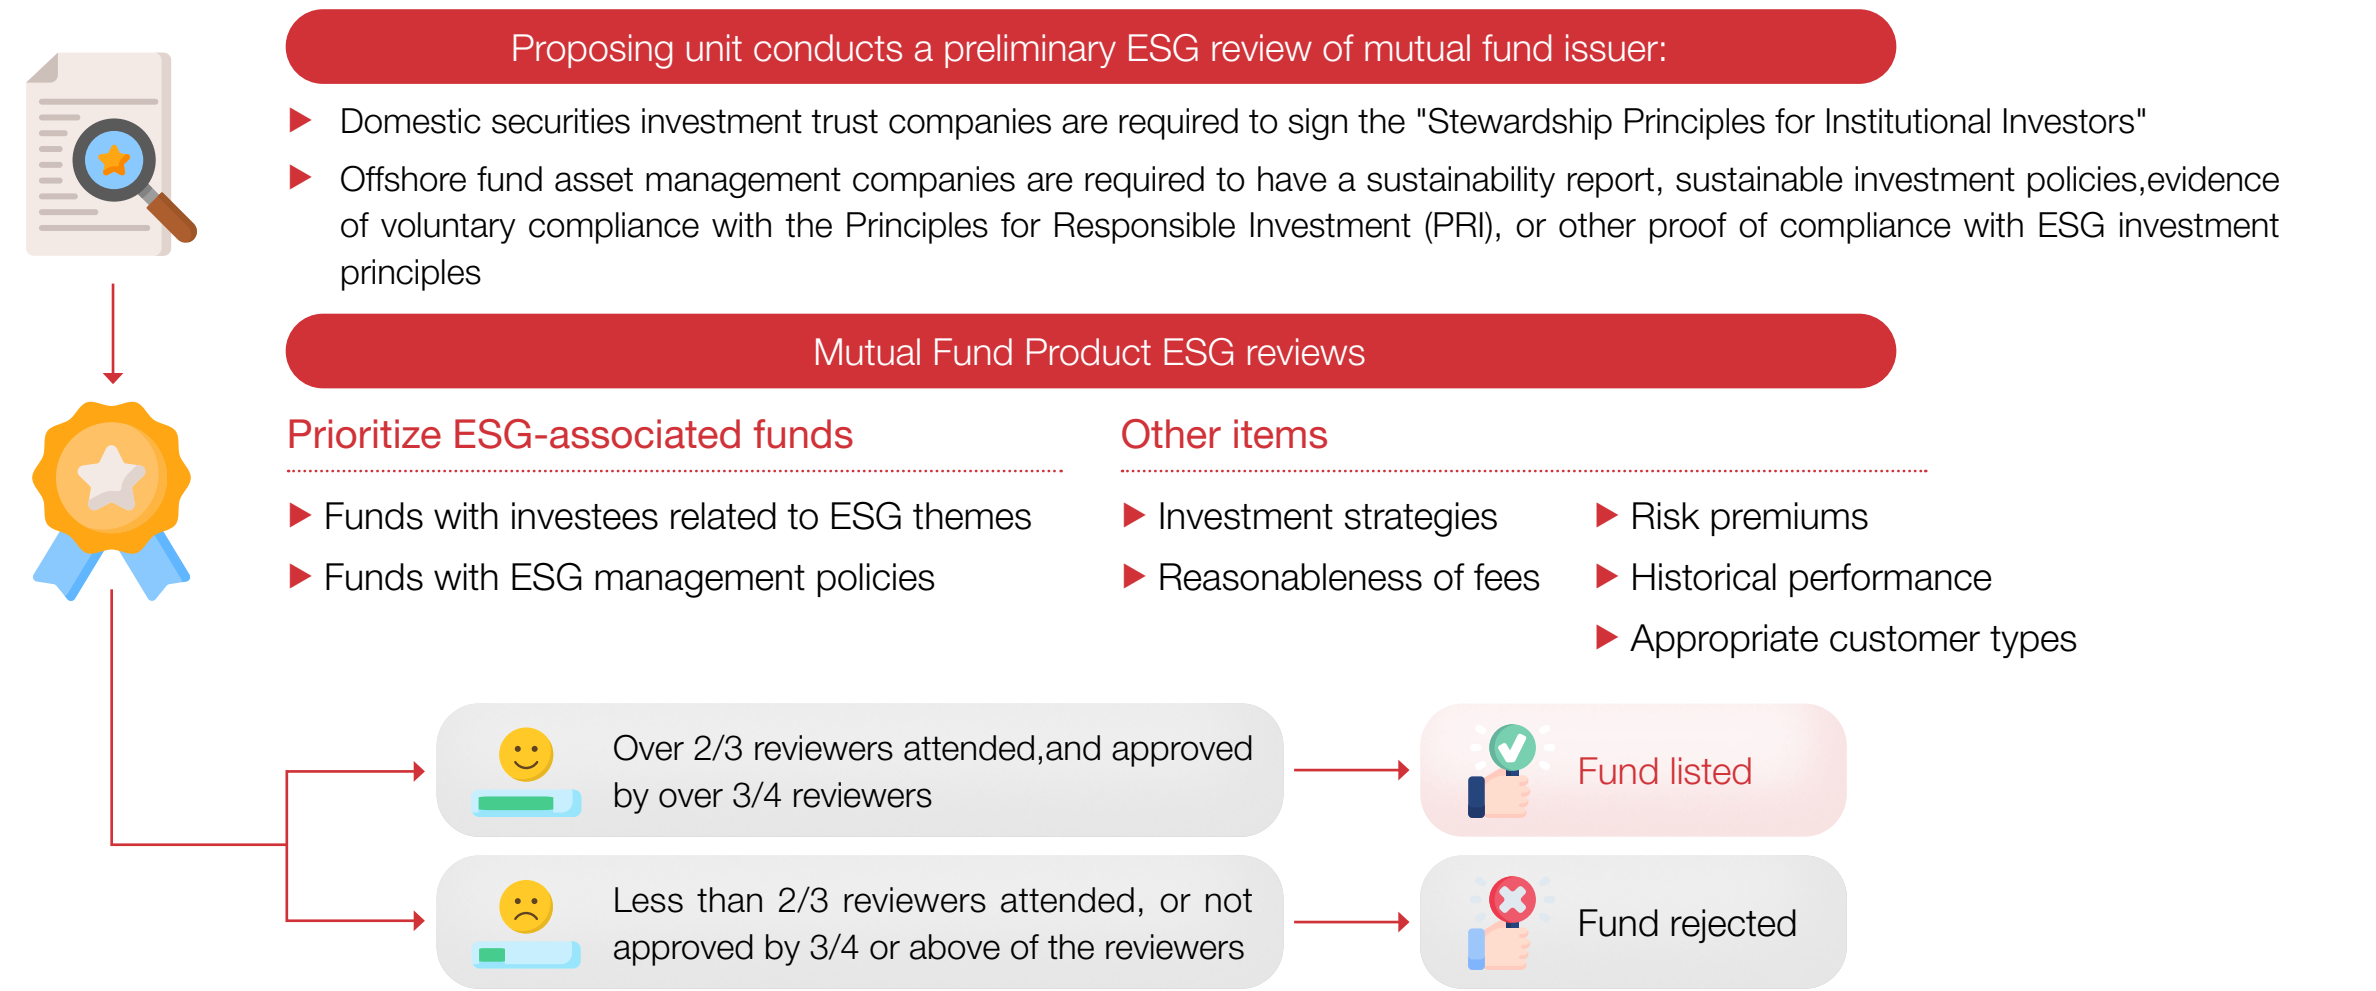 Proposing unit conducts a preliminary ESG review of mutual fund issuer:
Domestic securities investment trust companies are required to sign the "Stewardship Principles for Institutional Investors"
Offshore fund asset management companies are required to have a sustainability report, sustainable investment policies,evidence
of voluntary compliance with the Principles for Responsible Investment (PRI), or other proof of compliance with ESG investment
principles
Mutual Fund Product ESG reviews
Prioritize ESG-associated funds
Funds with investees related to ESG themes
Funds with ESG management policies
Other items
Investment strategies
Reasonableness of fees
Risk premiums
Historical performance
Appropriate customer types
Over 2/3 reviewers attended,and approved
by over 3/4 reviewers
Fund listed
Less than 2/3 reviewers attended, or not
approved by 3/4 or above of the reviewers
Fund rejected